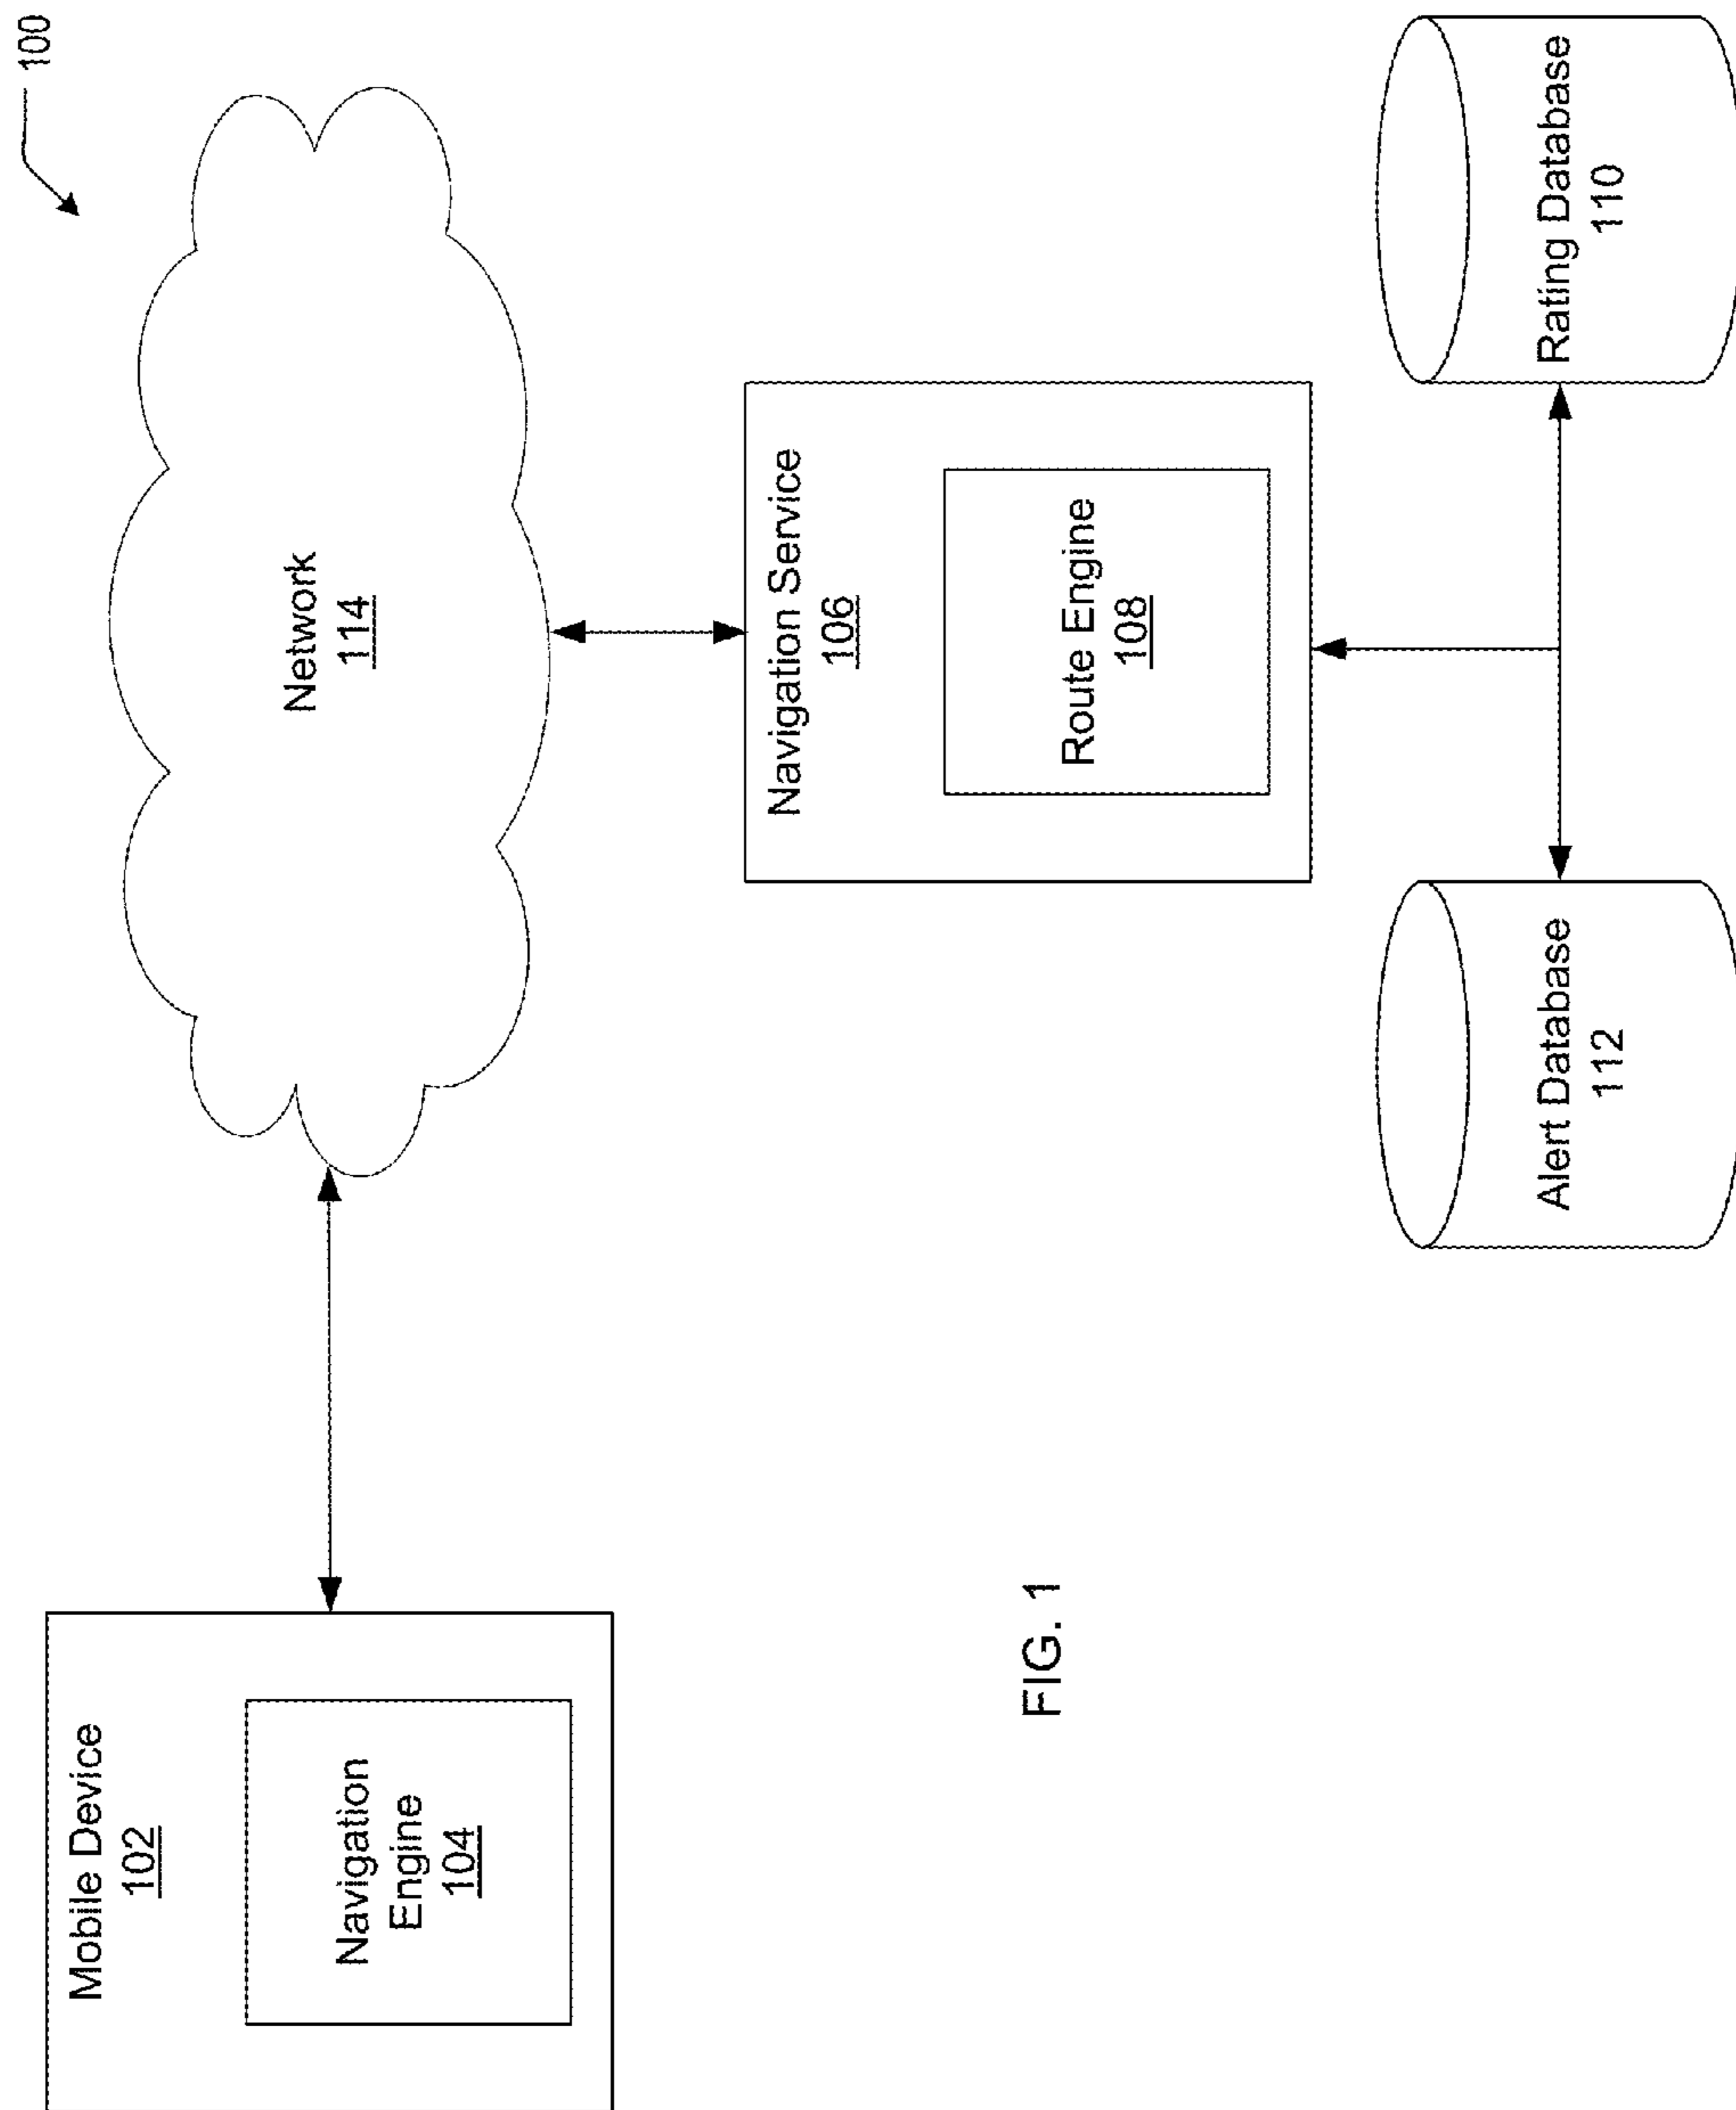 100
Mobile Device
102
Navigation
Engine
104
Network
114
Navigation Service
106
Route Engine
108
Alert Database
112
Rating Database
110
FIG. 1